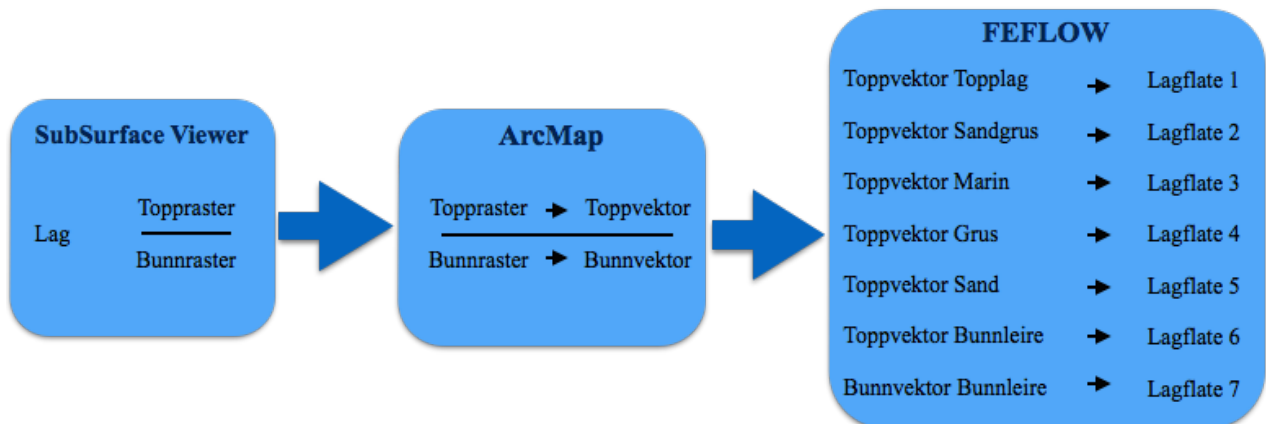 SubSurface Viewer
Lag
Toppraster
Bunnraster
ArcMap
Toppraster → Toppvektor
Bunnraster → Bunnvektor
FEFLOW
Toppvektor Topplag → Lagflate 1
Toppvektor Sandgrus → Lagflate 2
Toppvektor Marin → Lagflate 3
Toppvektor Grus → Lagflate 4
Toppvektor Sand → Lagflate 5
Toppvektor Bunnleire → Lagflate 6
Bunnvektor Bunnleire → Lagflate 7